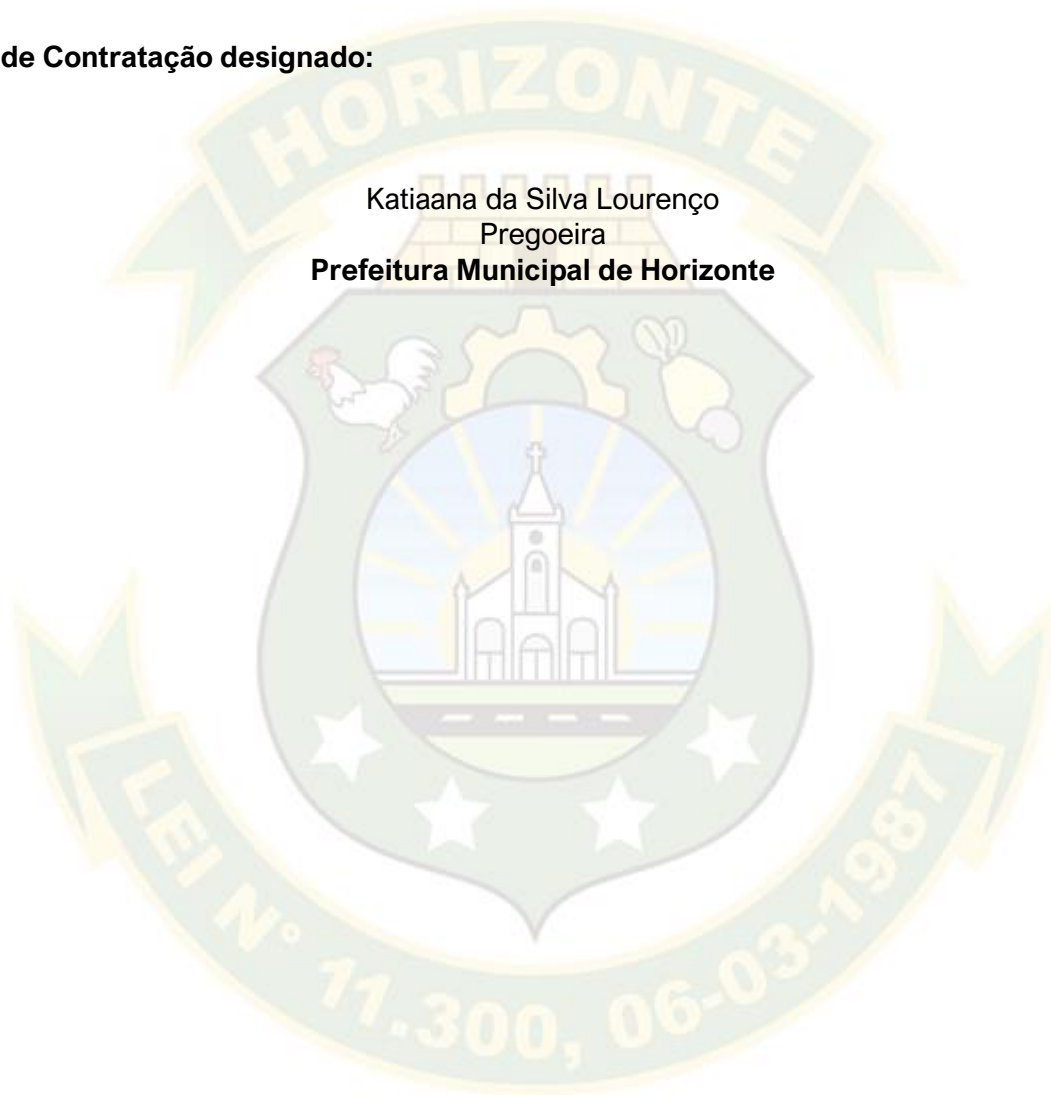 de Contratação designado:
HORIZONTE
Katiaana da Silva Lourenço
Pregoeira
Prefeitura Municipal de Horizonte
LEI N° 11.300, 06-03-1987